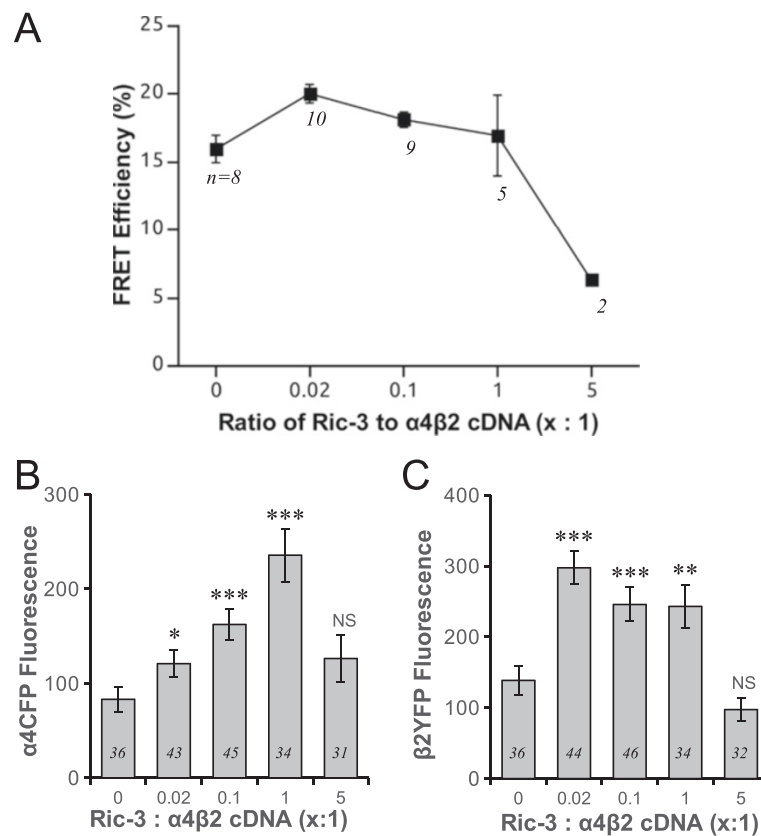 A
25
20
15
10
5
0
FRET Efficiency (%)
n=8
10
9
5
2
0 0.02 0.1 1 5
Ratio of Ric-3 to α4β2 cDNA (x : 1)
B
300
200
100
0
α4CFP Fluorescence
*
***
***
NS
36 43 45 34 31
0 0.02 0.1 1 5
Ric-3 : α4β2 cDNA (x:1)
C
400
300
200
100
0
β2YFP Fluorescence
***
***
**
NS
36 44 46 34 32
0 0.02 0.1 1 5
Ric-3 : α4β2 cDNA (x:1)